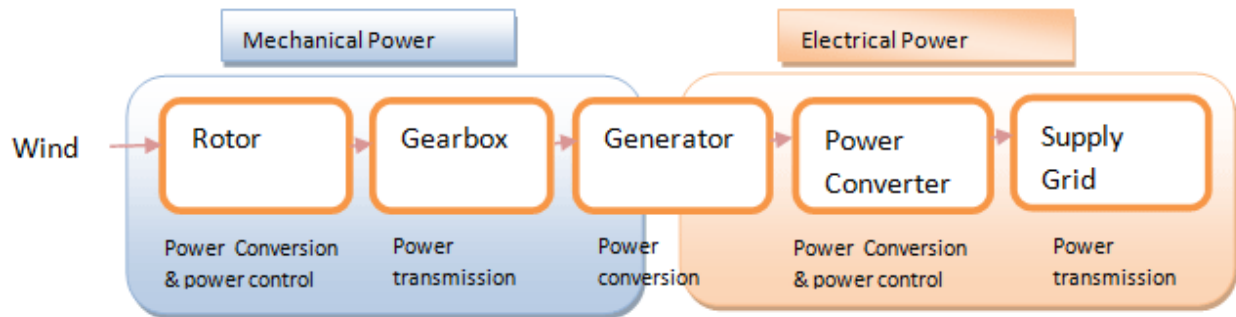 Mechanical Power
Electrical Power
Wind
Rotor
Gearbox
Generator
Power
Converter
Supply
Grid
Power Conversion
& power control
Power
transmission
Power
conversion
Power Conversion
& power control
Power
transmission